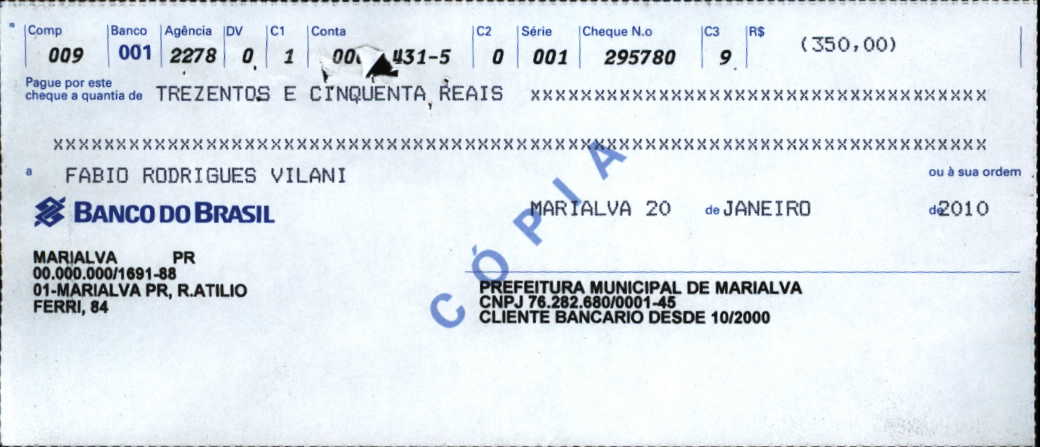 Comp Banco Agência DV C1 Conta C2 Série Cheque N.o C3 R$
009 001 2278 0 1 431-5 0 001 295780 9 (350,00)
Pague por este
cheque a quantia de TREZENTOS E CINQUENTA REAIS XXXXXXXXXXXXXXXXXXXXXXXXXXXXXXXXXXXXXXX
XXXXXXXXXXXXXXXXXXXXXXXXXXXXXXXXXXXXXXXXXXXXXXXXXXXXXXXXXXXXXXXXXXXXXXXXXXXXXXXX
a FABIO RODRIGUES VILANI ou à sua ordem
BANCO DO BRASIL
MARIALVA 20 de JANEIRO de 2010
CÓPIA
MARIALVA PR
00.000.000/1691-88
01-MARIALVA PR, R.ATILIO
FERRI, 84
PREFEITURA MUNICIPAL DE MARIALVA
CNPJ 76.282.680/0001-45
CLIENTE BANCARIO DESDE 10/2000